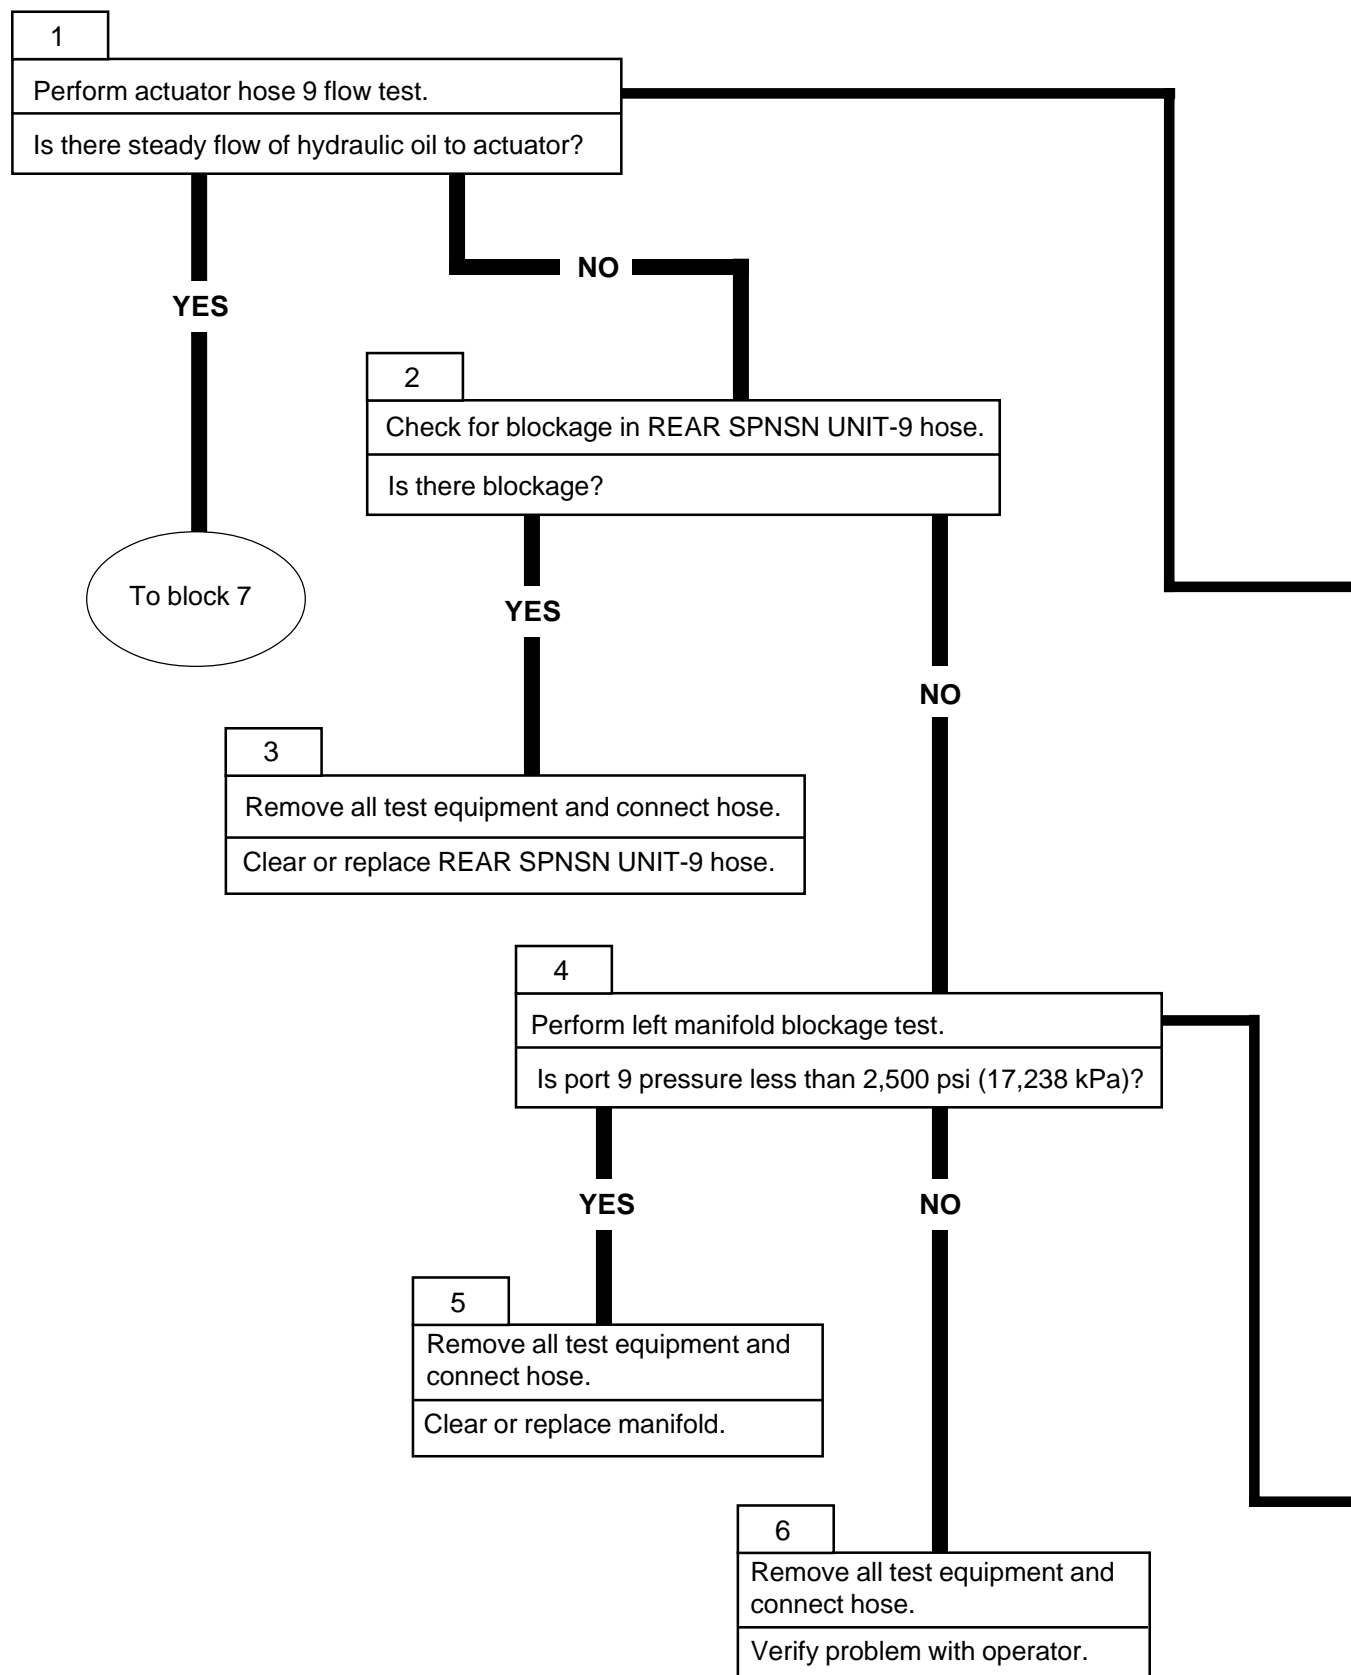 1
Perform actuator hose 9 flow test.
Is there steady flow of hydraulic oil to actuator?
NO
YES
2
Check for blockage in REAR SPNSN UNIT-9 hose.
Is there blockage?
To block 7
YES
NO
3
Remove all test equipment and connect hose.
Clear or replace REAR SPNSN UNIT-9 hose.
4
Perform left manifold blockage test.
Is port 9 pressure less than 2,500 psi (17,238 kPa)?
YES
NO
5
Remove all test equipment and
connect hose.
Clear or replace manifold.
6
Remove all test equipment and
connect hose.
Verify problem with operator.